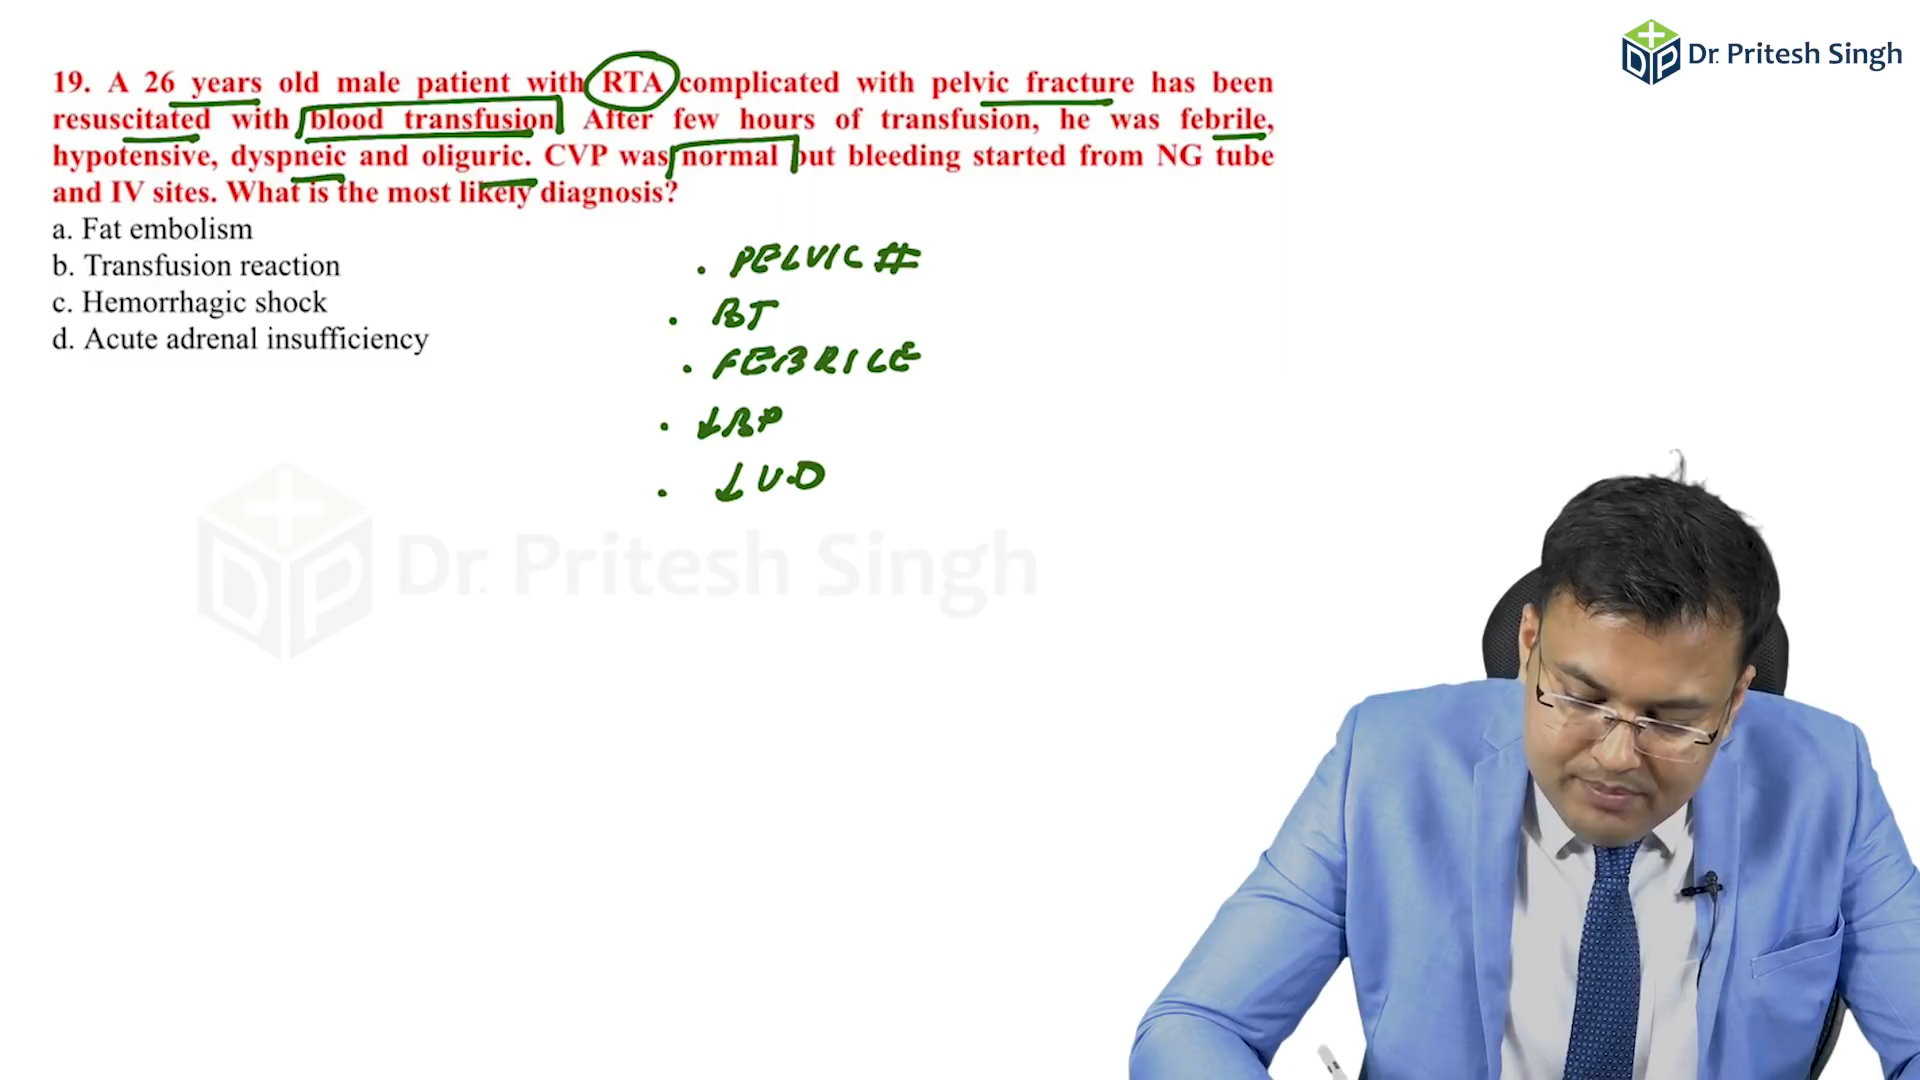 Dr. Pritesh Singh
19. A 26 years old male patient with RTA complicated with pelvic fracture has been
resuscitated with blood transfusion. After few hours of transfusion, he was febrile,
hypotensive, dyspneic and oliguric. CVP was normal but bleeding started from NG tube
and IV sites. What is the most likely diagnosis?
a. Fat embolism
b. Transfusion reaction
c. Hemorrhagic shock
d. Acute adrenal insufficiency
. PELVIC #
. BT
. FEBRILE
. ↓BP
. ↓U.O
DP Dr. Pritesh Singh